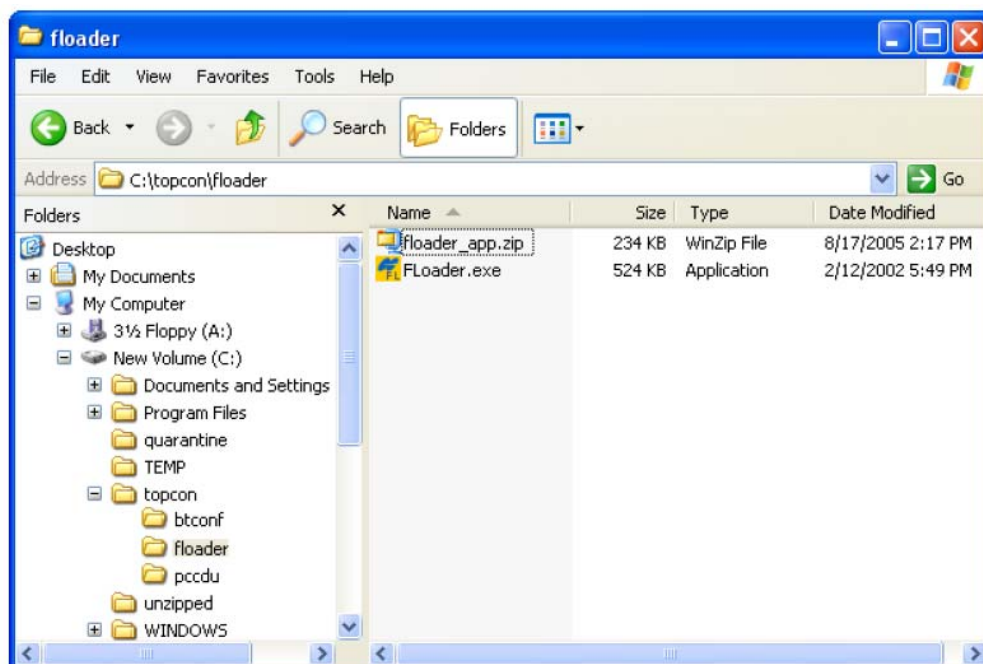 floader
File Edit View Favorites Tools Help
Back Search Folders
Address C:\topcon\floader Go
Folders
Desktop
My Documents
My Computer
3½ Floppy (A:)
New Volume (C:)
Documents and Settings
Program Files
quarantine
TEMP
topcon
btconf
floader
pccdu
unzipped
WINDOWS
Name Size Type Date Modified
floader_app.zip 234 KB WinZip File 8/17/2005 2:17 PM
FLoader.exe 524 KB Application 2/12/2002 5:49 PM